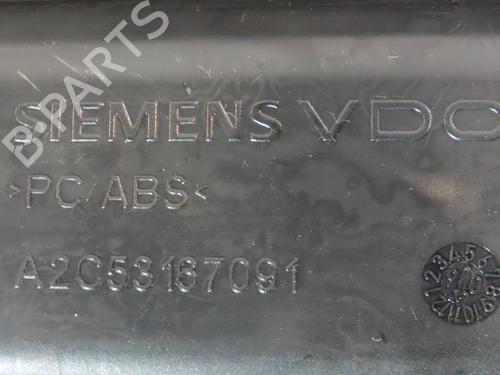 B-PARTS
SIEMENS VDO
>PC/ABS<
A2C53187091